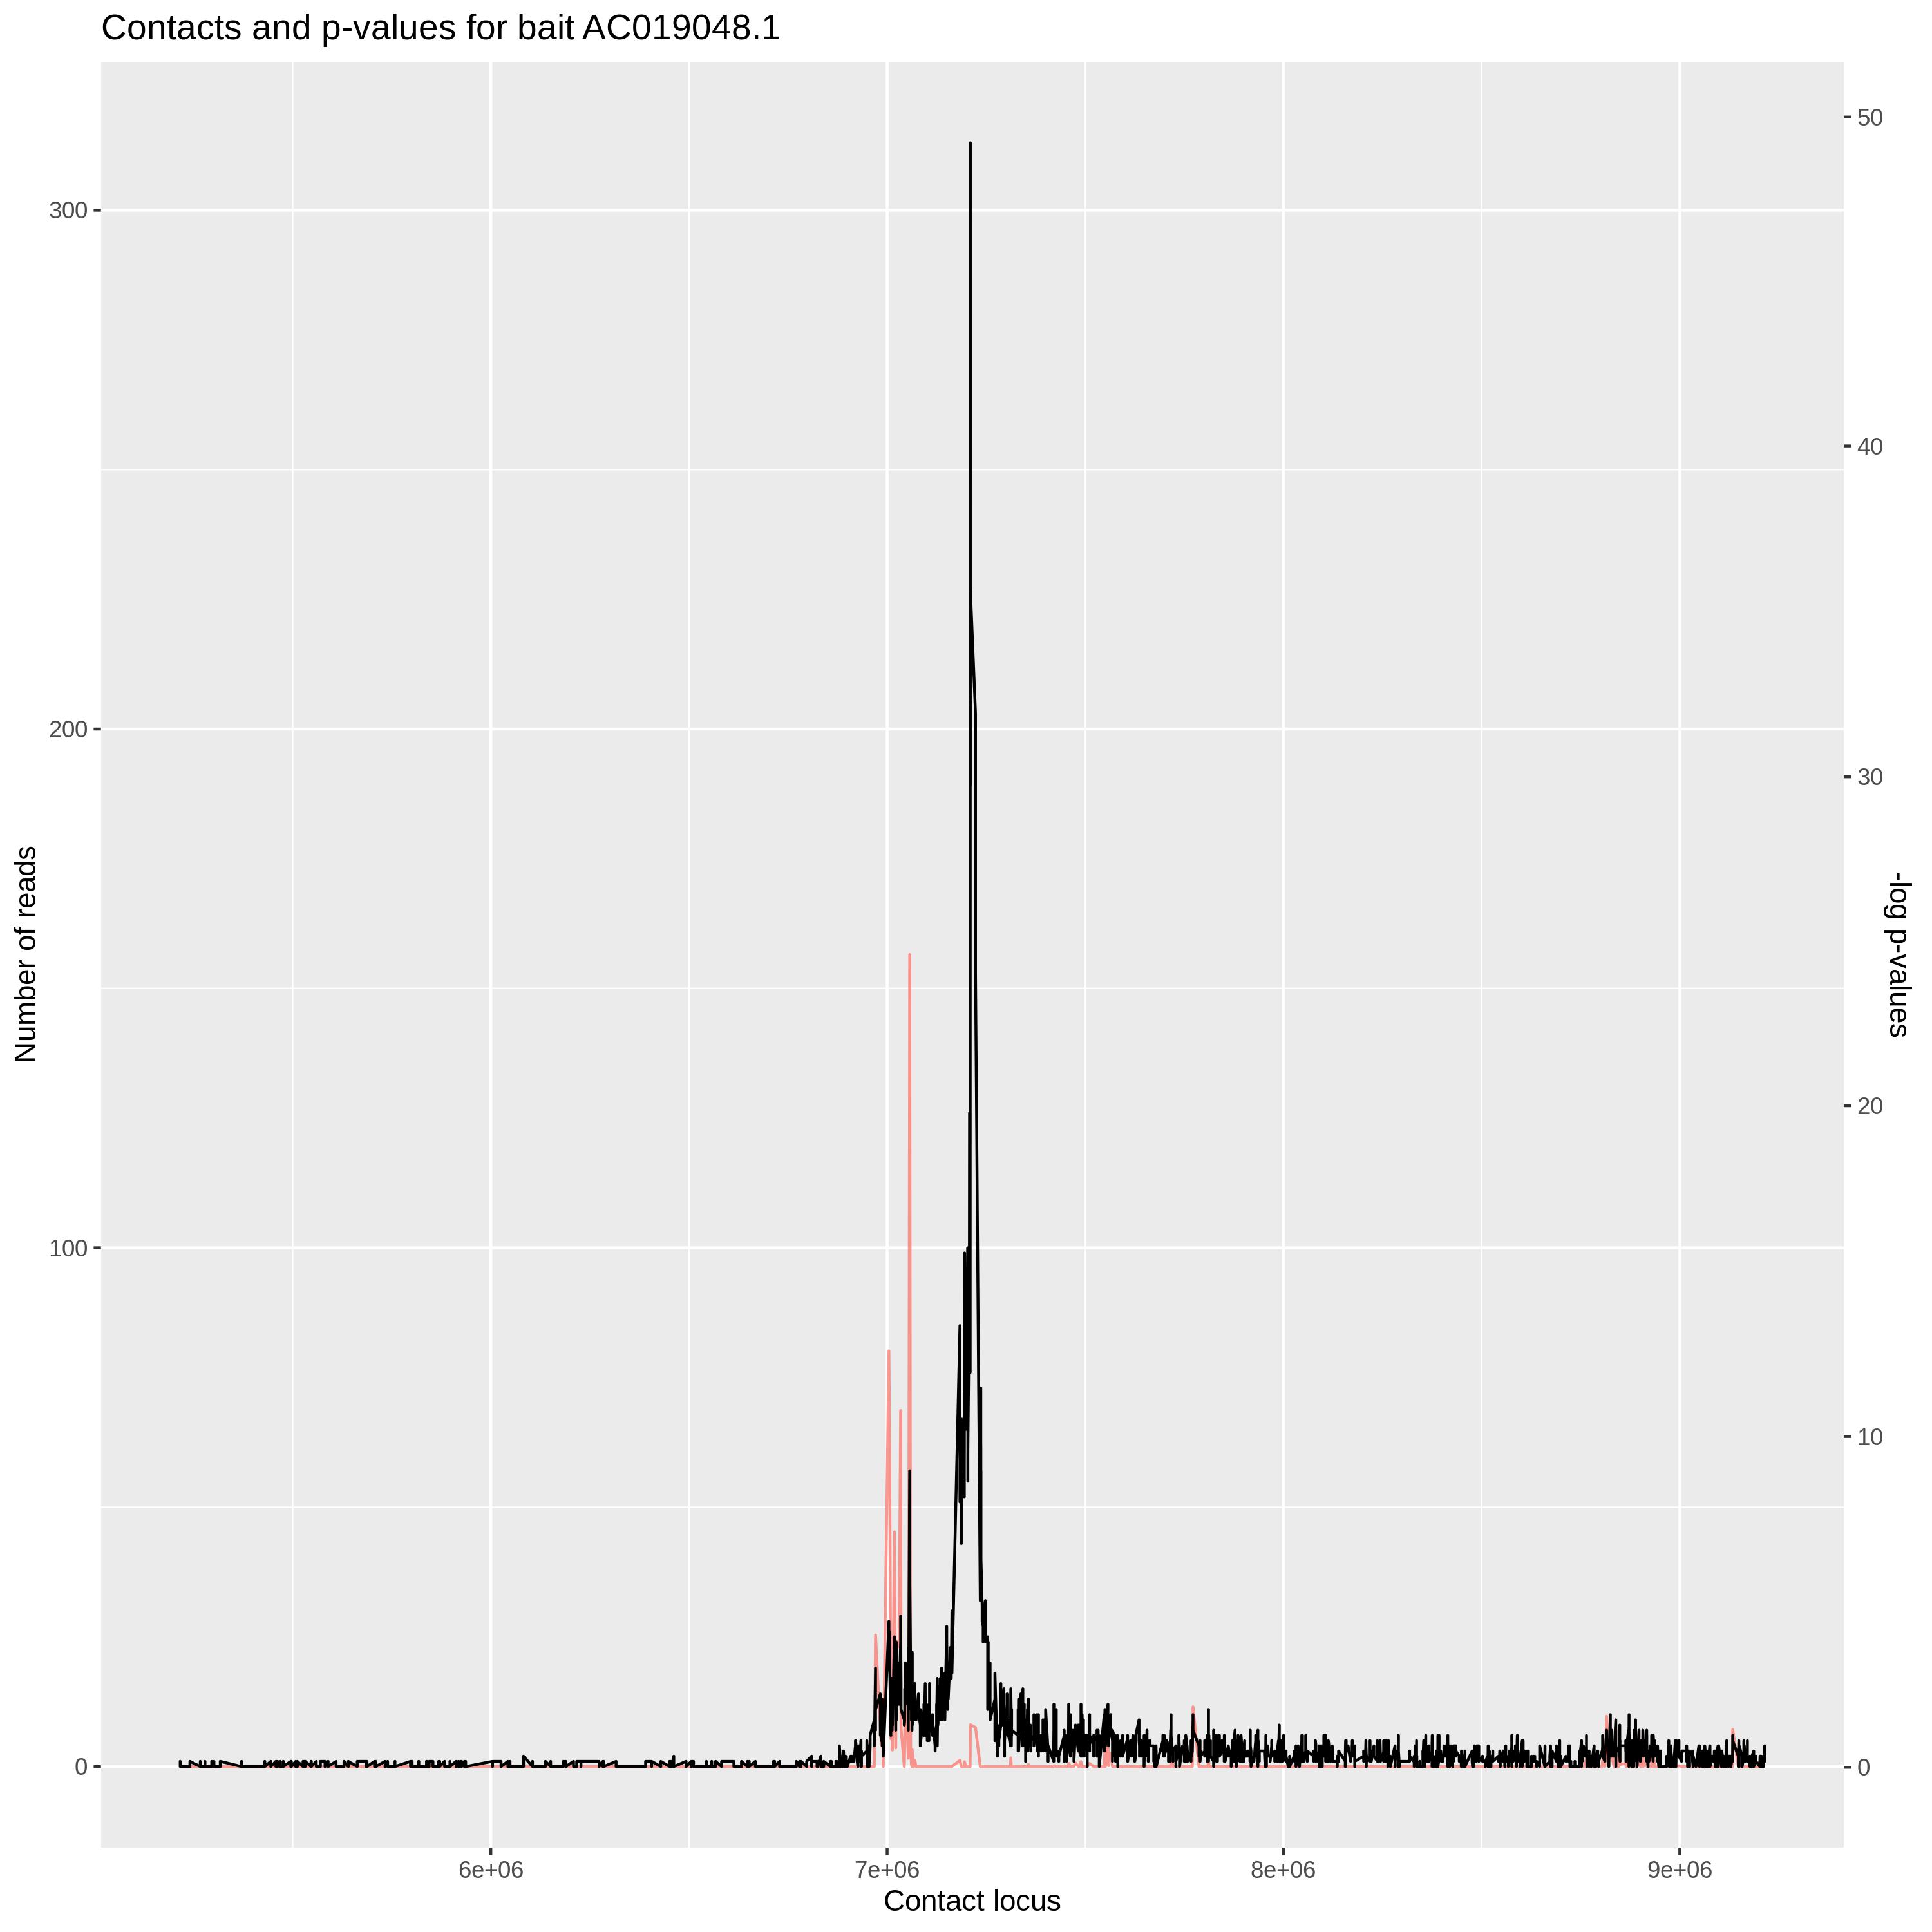 Contacts and p-values for bait AC019048.1
Number of reads
300
200
100
0
50
40
30
20
10
0
-log p-values
6e+06 7e+06 8e+06 9e+06
Contact locus